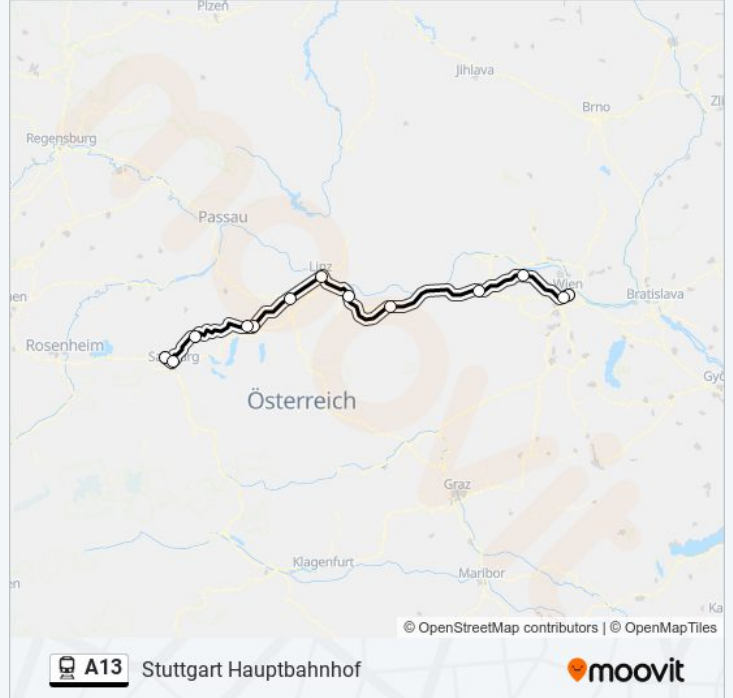 Plzeň
Jihlava
Brno
Regensburg
Passau
Linz
Wien
Bratislava
Rosenheim
Österreich
Graz
Klagenfurt
Maribor
© OpenStreetMap contributors | © OpenMapTiles
A13 Stuttgart Hauptbahnhof
moovit